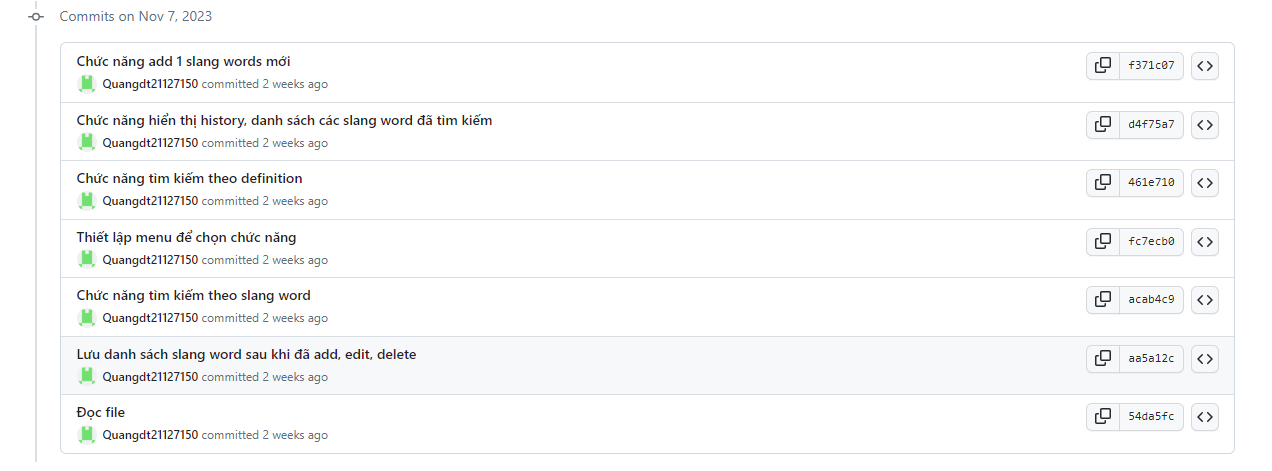 Commits on Nov 7, 2023
Chức năng add 1 slang words mới
f371c07
Quangdt21127150 committed 2 weeks ago
Chức năng hiển thị history, danh sách các slang word đã tìm kiếm
d4f75a7
Quangdt21127150 committed 2 weeks ago
Chức năng tìm kiếm theo definition
461e710
Quangdt21127150 committed 2 weeks ago
Thiết lập menu để chọn chức năng
fc7ecb0
Quangdt21127150 committed 2 weeks ago
Chức năng tìm kiếm theo slang word
acab4c9
Quangdt21127150 committed 2 weeks ago
Lưu danh sách slang word sau khi đã add, edit, delete
aa5a12c
Quangdt21127150 committed 2 weeks ago
Đọc file
54da5fc
Quangdt21127150 committed 2 weeks ago